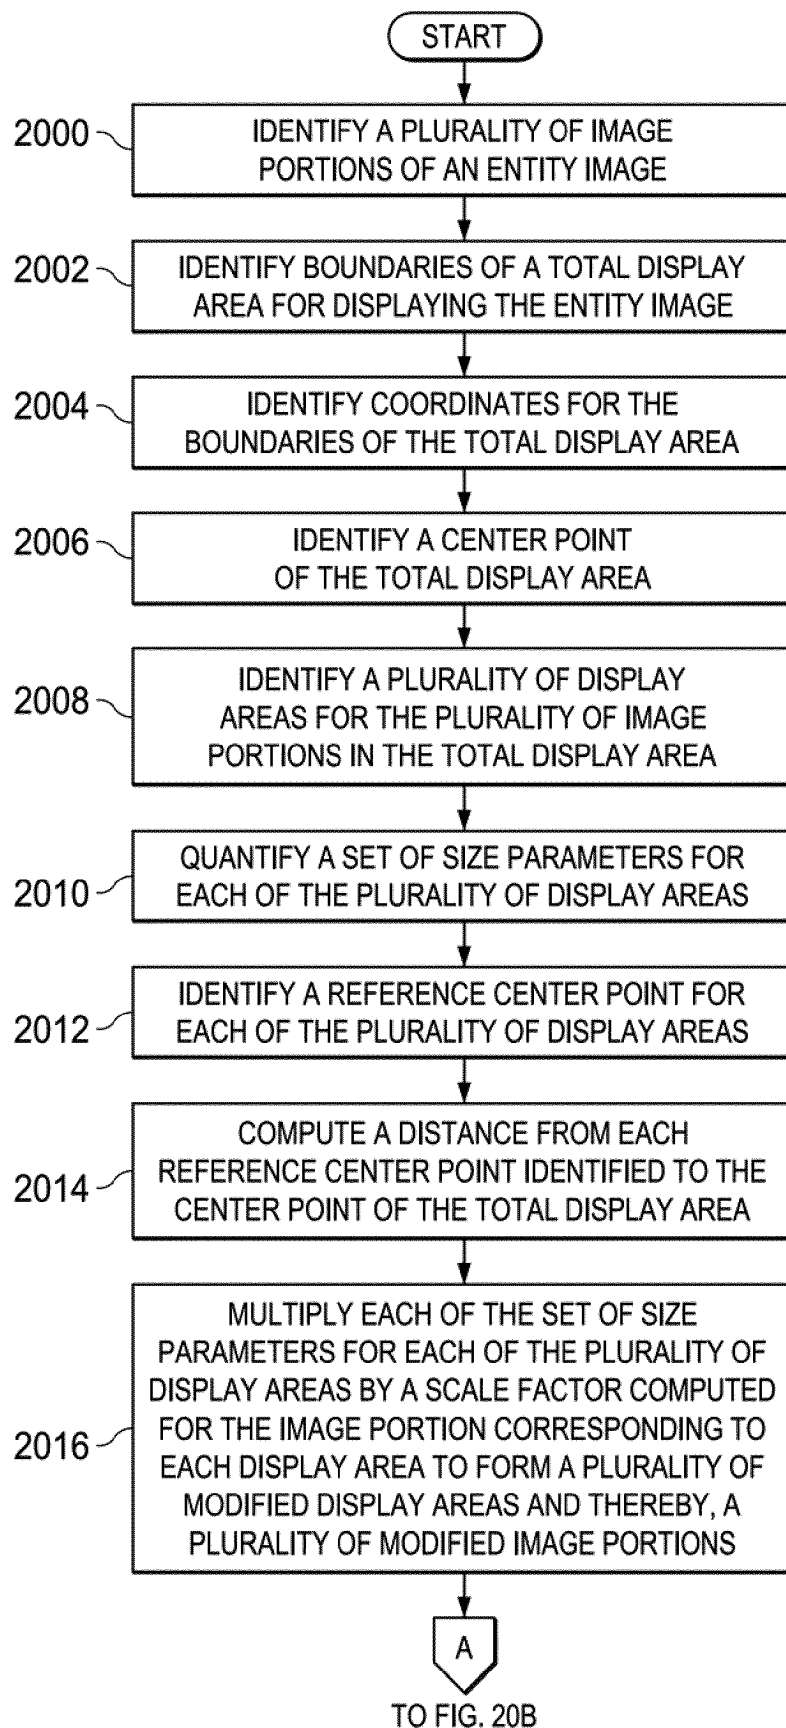 START
2000
IDENTIFY A PLURALITY OF IMAGE
PORTIONS OF AN ENTITY IMAGE
2002
IDENTIFY BOUNDARIES OF A TOTAL DISPLAY
AREA FOR DISPLAYING THE ENTITY IMAGE
2004
IDENTIFY COORDINATES FOR THE
BOUNDARIES OF THE TOTAL DISPLAY AREA
2006
IDENTIFY A CENTER POINT
OF THE TOTAL DISPLAY AREA
2008
IDENTIFY A PLURALITY OF DISPLAY
AREAS FOR THE PLURALITY OF IMAGE
PORTIONS IN THE TOTAL DISPLAY AREA
2010
QUANTIFY A SET OF SIZE PARAMETERS FOR
EACH OF THE PLURALITY OF DISPLAY AREAS
2012
IDENTIFY A REFERENCE CENTER POINT FOR
EACH OF THE PLURALITY OF DISPLAY AREAS
2014
COMPUTE A DISTANCE FROM EACH
REFERENCE CENTER POINT IDENTIFIED TO THE
CENTER POINT OF THE TOTAL DISPLAY AREA
2016
MULTIPLY EACH OF THE SET OF SIZE
PARAMETERS FOR EACH OF THE PLURALITY OF
DISPLAY AREAS BY A SCALE FACTOR COMPUTED
FOR THE IMAGE PORTION CORRESPONDING TO
EACH DISPLAY AREA TO FORM A PLURALITY OF
MODIFIED DISPLAY AREAS AND THEREBY, A
PLURALITY OF MODIFIED IMAGE PORTIONS
A
TO FIG. 20B